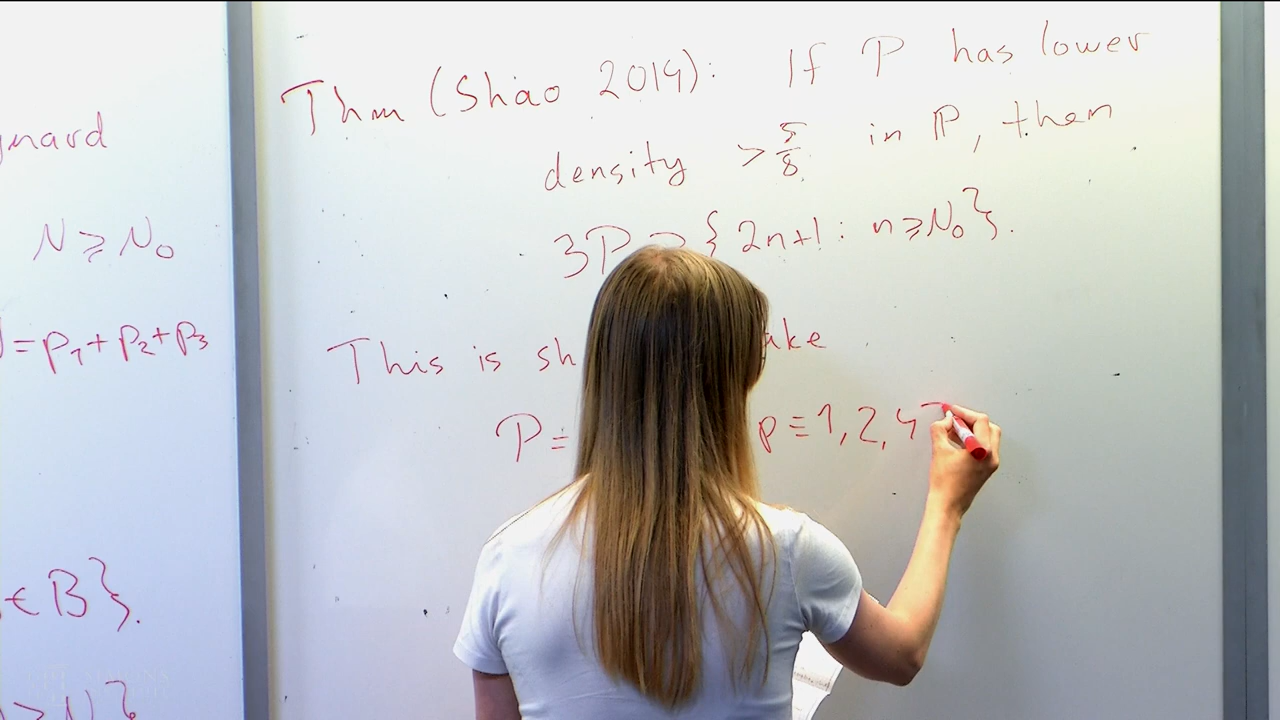 ynard
N ≥ N₀
= p₁ + p₂ + p₃
∈ B}.
Thm (Shao 2014): If P has lower
density > 5/8 in ℙ, then
3P ⊃ {2n+1 : n ≥ N₀}.
This is sh ake
P = p ≡ 1, 2, 4